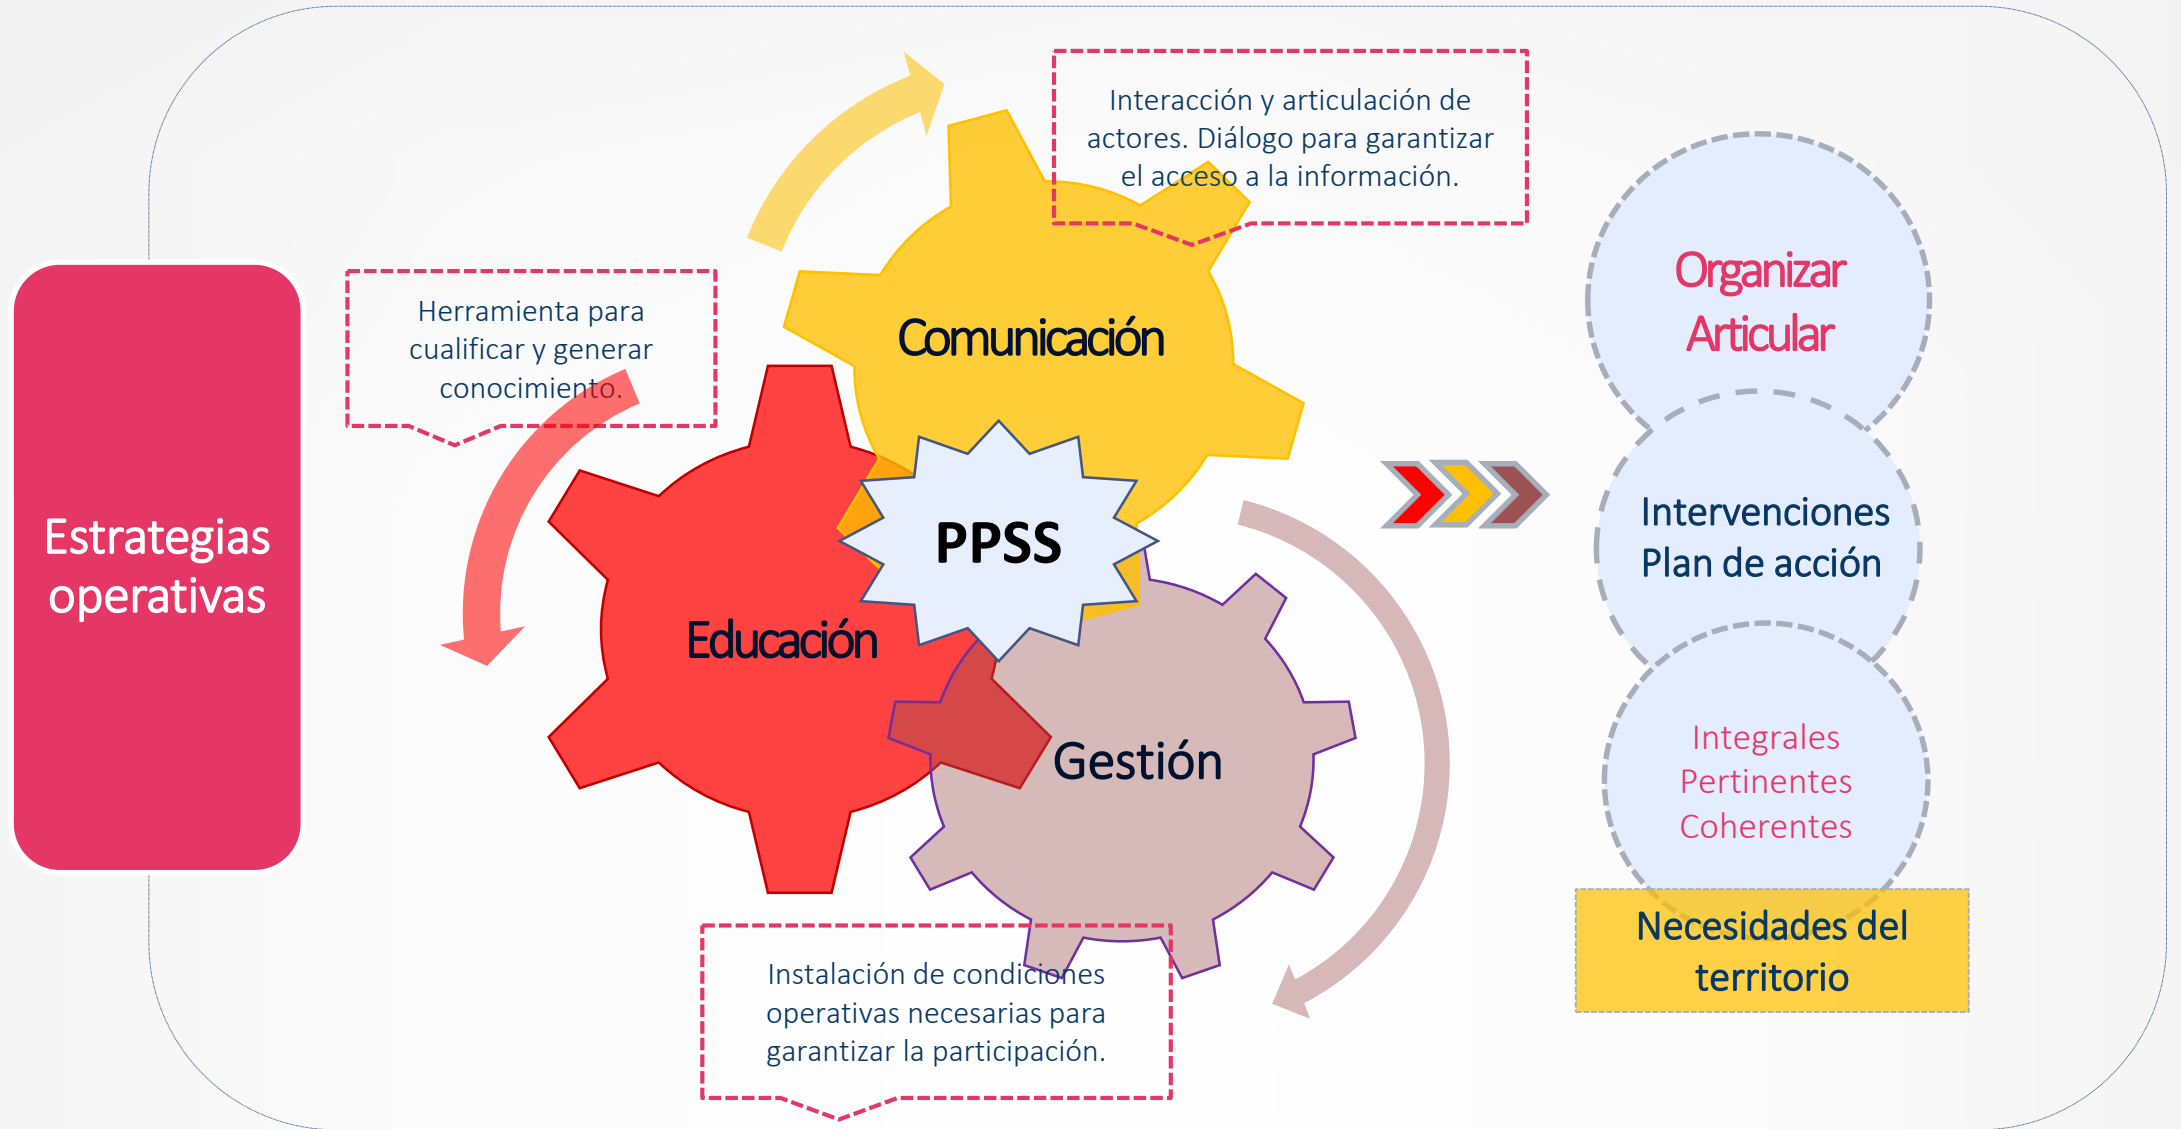 Estrategias
operativas
Herramienta para
cualificar y generar
conocimiento.
Interacción y articulación de
actores. Diálogo para garantizar
el acceso a la información.
Comunicación
PPSS
Educación
Gestión
Instalación de condiciones
operativas necesarias para
garantizar la participación.
Organizar
Articular
Intervenciones
Plan de acción
Integrales
Pertinentes
Coherentes
Necesidades del
territorio